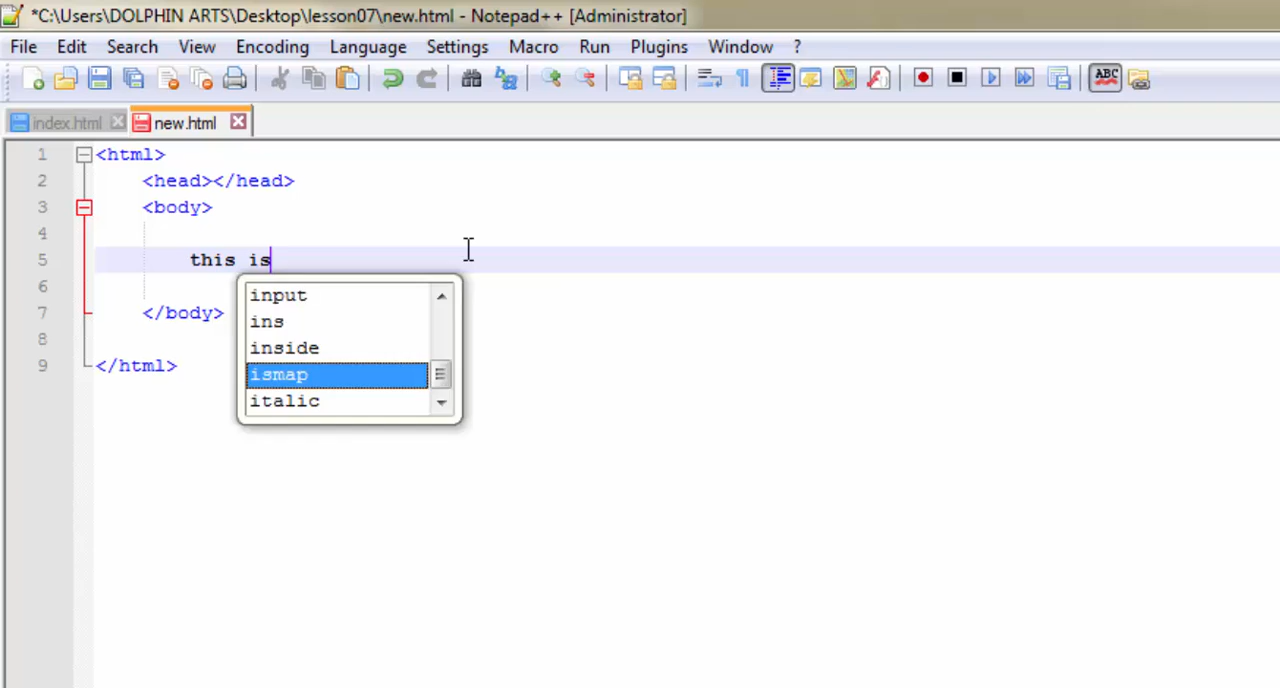 *C:\Users\DOLPHIN ARTS\Desktop\lesson07\new.html - Notepad++ [Administrator]
File Edit Search View Encoding Language Settings Macro Run Plugins Window ?
ABC
index.html new.html
1 <html>
2 <head></head>
3 <body>
4
5 this is
6
7 </body>
8
9 </html>
input
ins
inside
ismap
italic